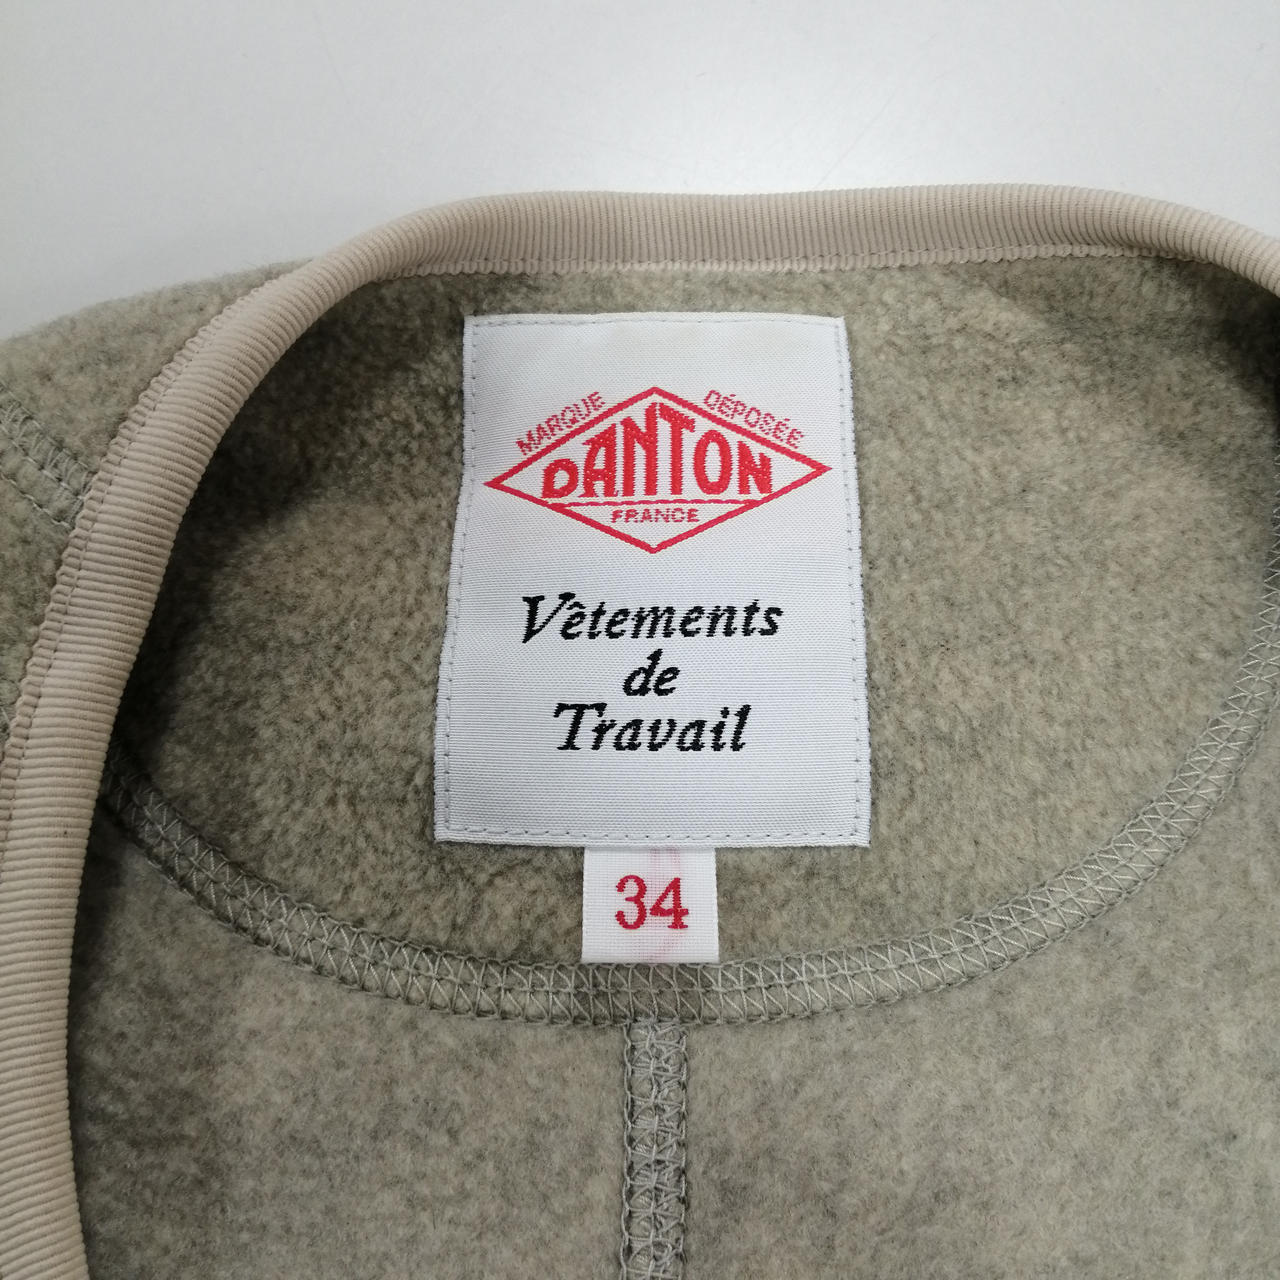 MARQUE DÉPOSÉE
DANTON
FRANCE
Vêtements
de
Travail
34